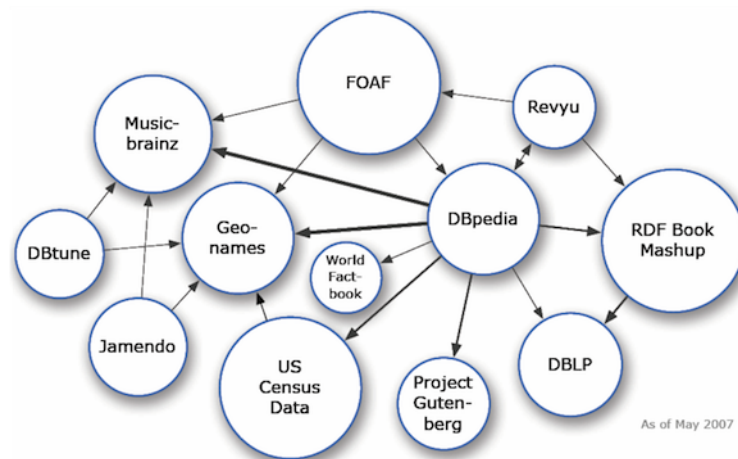 FOAF
Revyu
Music-
brainz
DBpedia
RDF Book
Mashup
Geo-
names
DBtune
World
Fact-
book
Jamendo
US
Census
Data
Project
Guten-
berg
DBLP
As of May 2007